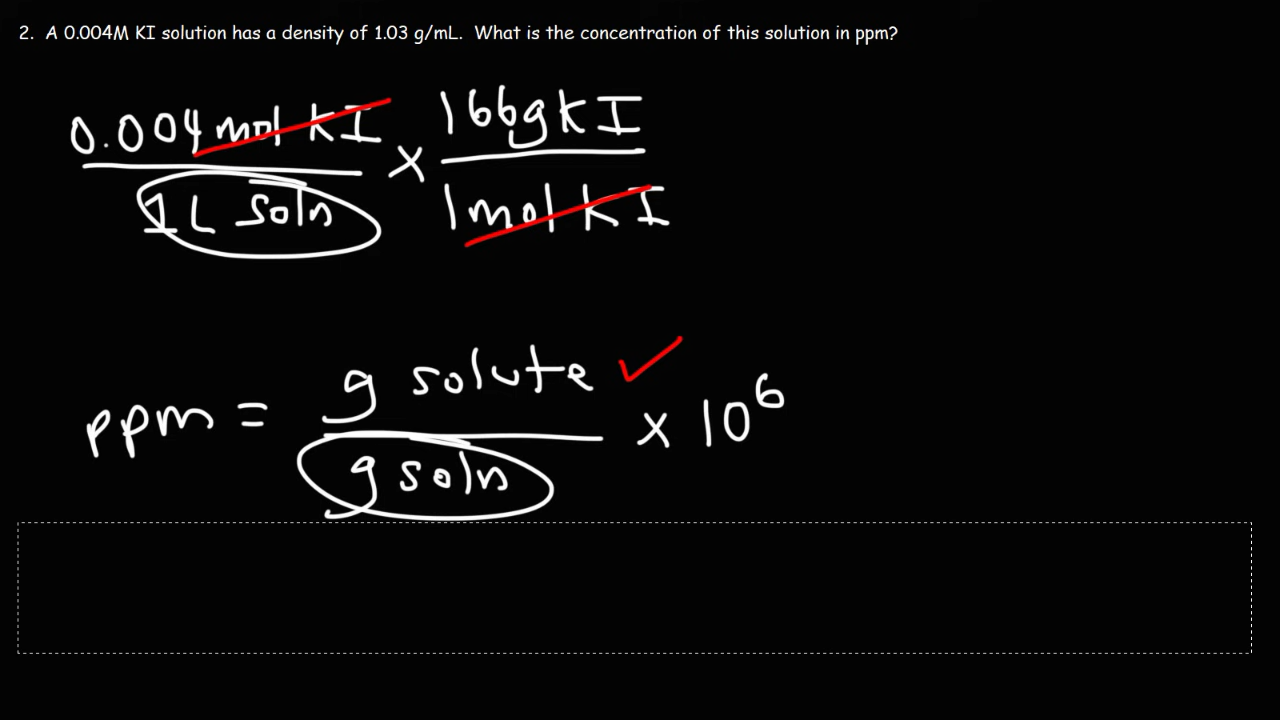 2. A 0.004M KI solution has a density of 1.03 g/mL. What is the concentration of this solution in ppm?
0.004 mol KI × 166g KI
1L soln 1mol KI
ppm = g solute × 10^6
g soln